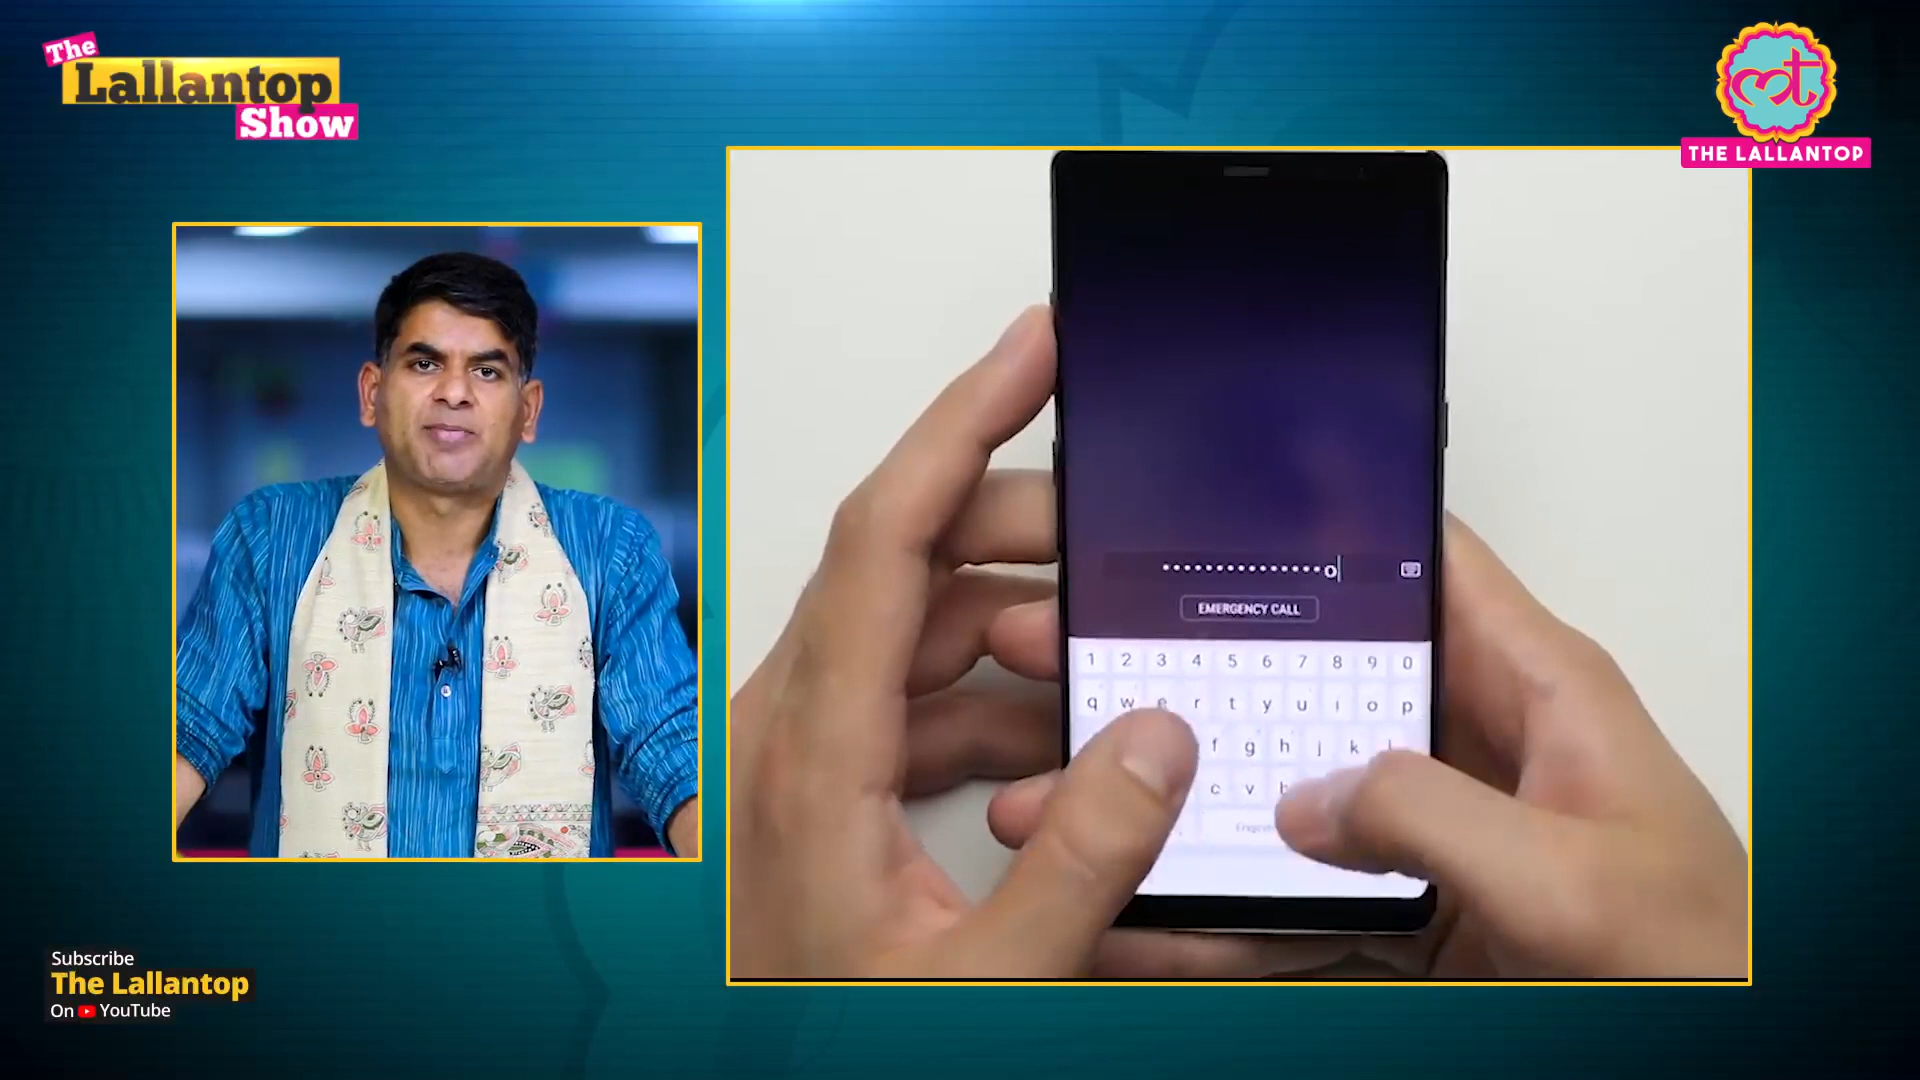 The
Lallantop
Show
THE LALLANTOP
EMERGENCY CALL
1 2 3 4 5 6 7 8 9 0
q w e r t y u i o p
f g h j k
c v b
Subscribe
The Lallantop
On YouTube